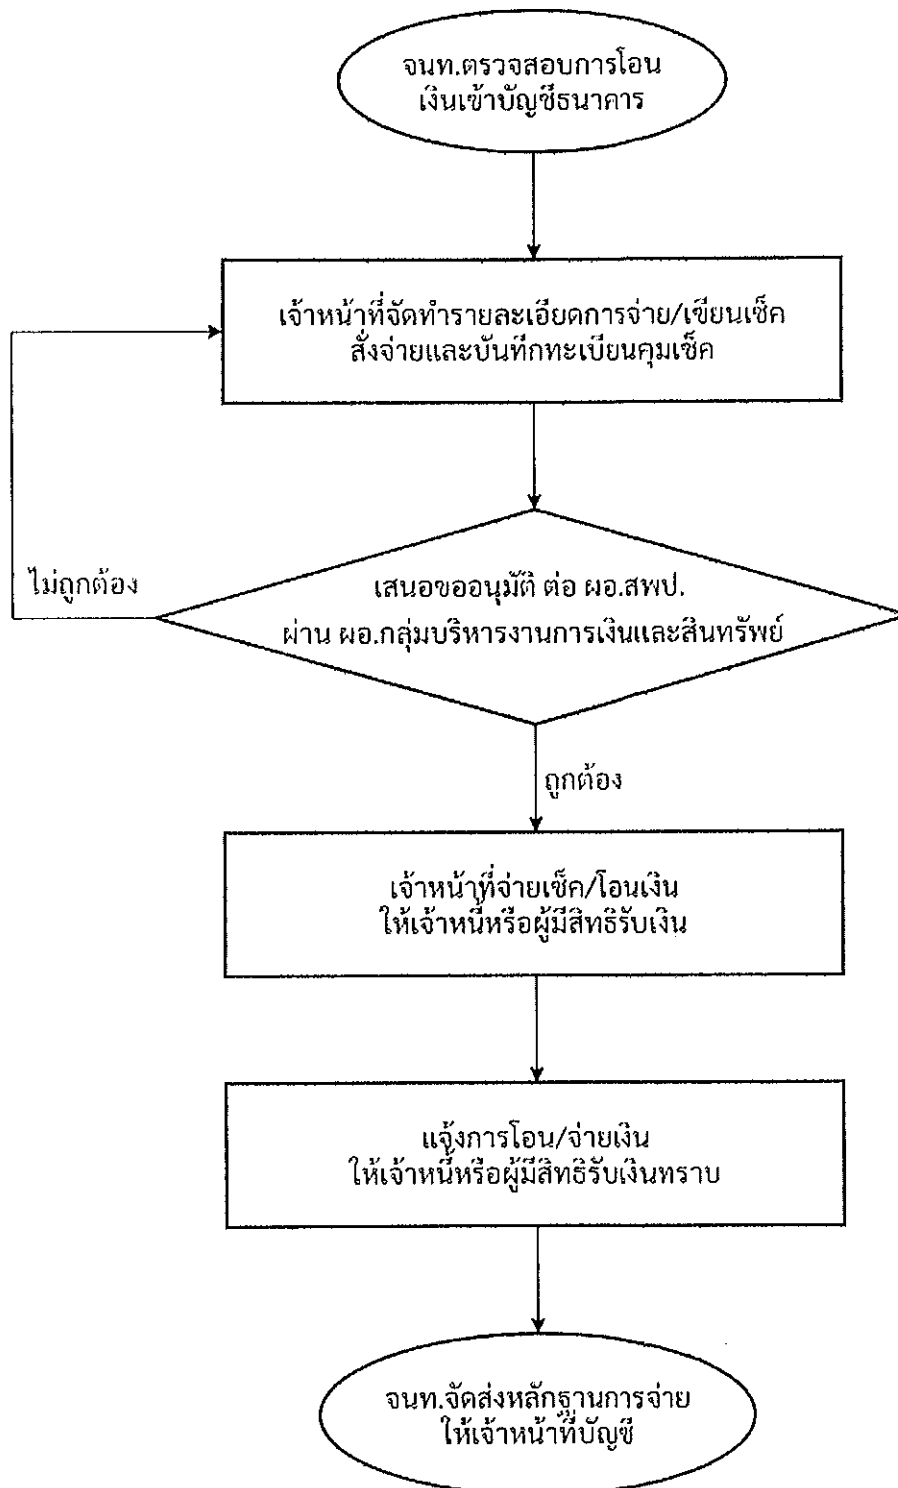 จนท.ตรวจสอบการโอน
เงินเข้าบัญชีธนาคาร
เจ้าหน้าที่จัดทำรายละเอียดการจ่าย/เขียนเช็ค
สั่งจ่ายและบันทึกทะเบียนคุมเช็ค
ไม่ถูกต้อง
เสนอขออนุมัติ ต่อ ผอ.สพป.
ผ่าน ผอ.กลุ่มบริหารงานการเงินและสินทรัพย์
ถูกต้อง
เจ้าหน้าที่จ่ายเช็ค/โอนเงิน
ให้เจ้าหนี้หรือผู้มีสิทธิรับเงิน
แจ้งการโอน/จ่ายเงิน
ให้เจ้าหนี้หรือผู้มีสิทธิรับเงินทราบ
จนท.จัดส่งหลักฐานการจ่าย
ให้เจ้าหน้าที่บัญชี